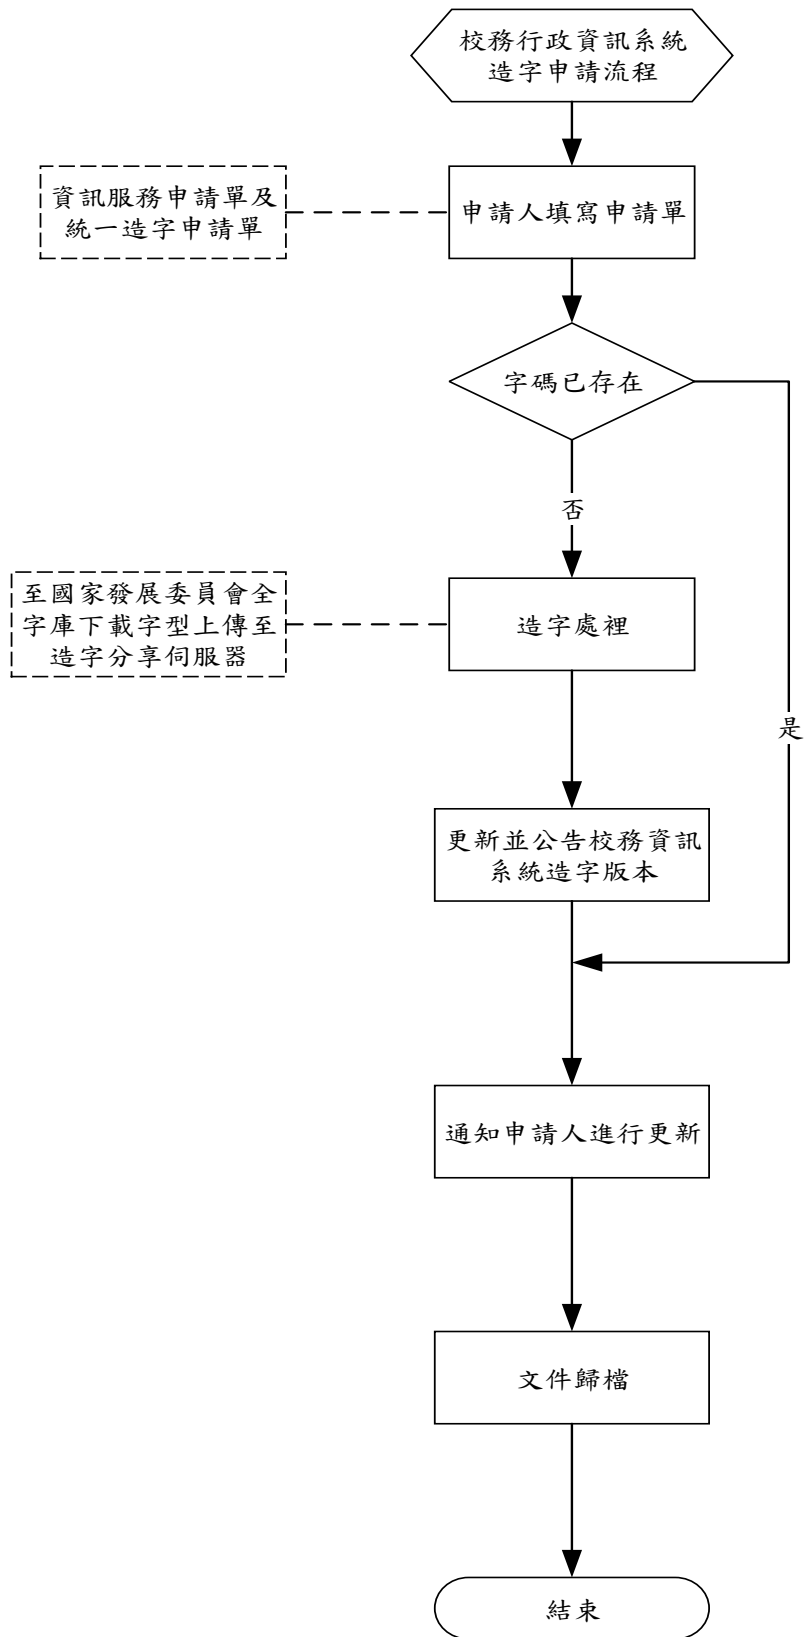 校務行政資訊系統
造字申請流程
資訊服務申請單及
統一造字申請單
申請人填寫申請單
字碼已存在
否
至國家發展委員會全
字庫下載字型上傳至
造字分享伺服器
造字處裡
是
更新並公告校務資訊
系統造字版本
通知申請人進行更新
文件歸檔
結束